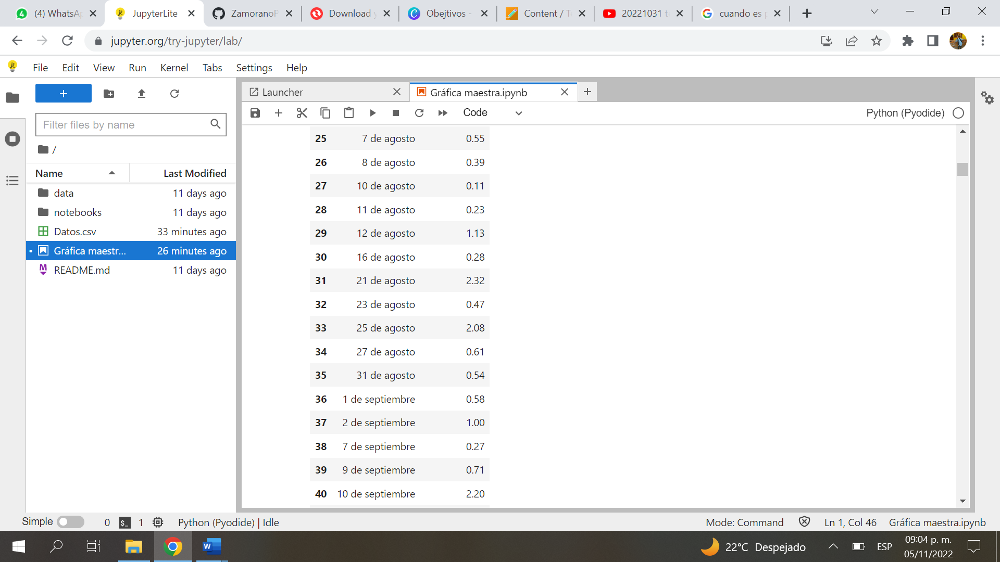 (4) WhatsAp
JupyterLite
ZamoranoP
Download y
Obejtivos -
Content / Te
20221031 t
cuando es p
jupyter.org/try-jupyter/lab/
File Edit View Run Kernel Tabs Settings Help
Launcher
Gráfica maestra.ipynb
Code
Python (Pyodide)
Filter files by name
/
Name Last Modified
data 11 days ago
notebooks 11 days ago
Datos.csv 33 minutes ago
Gráfica maestr... 26 minutes ago
README.md 11 days ago
25 7 de agosto 0.55
26 8 de agosto 0.39
27 10 de agosto 0.11
28 11 de agosto 0.23
29 12 de agosto 1.13
30 16 de agosto 0.28
31 21 de agosto 2.32
32 23 de agosto 0.47
33 25 de agosto 2.08
34 27 de agosto 0.61
35 31 de agosto 0.54
36 1 de septiembre 0.58
37 2 de septiembre 1.00
38 7 de septiembre 0.27
39 9 de septiembre 0.71
40 10 de septiembre 2.20
Simple 0 $_ 1 Python (Pyodide) | Idle
Mode: Command Ln 1, Col 46 Gráfica maestra.ipynb
22°C Despejado
ESP
09:04 p. m.
05/11/2022